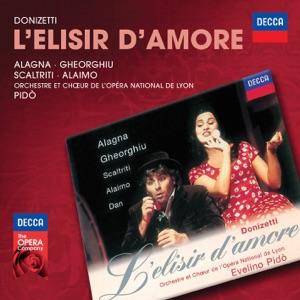 DONIZETTI
L'ELISIR D'AMORE
ALAGNA · GHEORGHIU
SCALTRITI · ALAIMO
ORCHESTRE ET CHŒUR DE L'OPÉRA NATIONAL DE LYON
PIDÒ
DECCA
DECCA
Alagna
Gheorghiu
Scaltriti
Alaimo
Dan
Donizetti
L'elisir d'amore
Orchestre et Chœur de l'Opéra National de Lyon
Evelino Pidò
DECCA
The
OPERA
Company